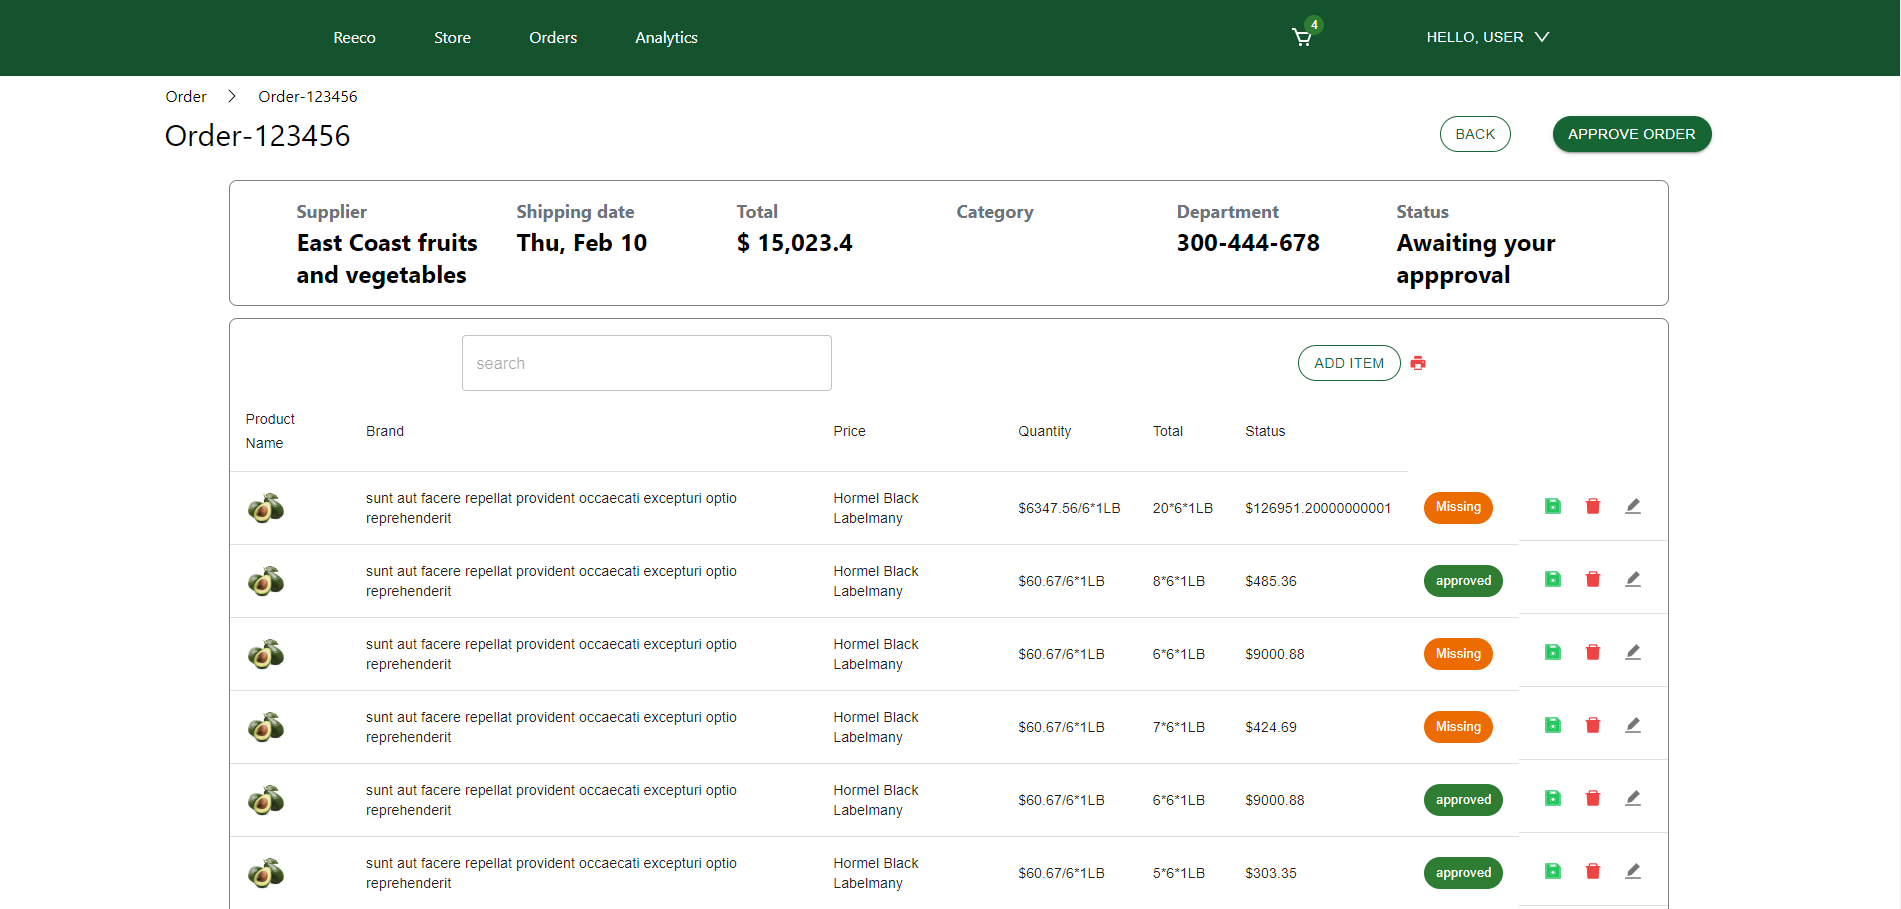 Reeco Store Orders Analytics 4 HELLO, USER
Order > Order-123456
Order-123456 BACK APPROVE ORDER
Supplier Shipping date Total Category Department Status
East Coast fruits Thu, Feb 10 $ 15,023.4 300-444-678 Awaiting your
and vegetables appproval
search ADD ITEM
Product
Name Brand Price Quantity Total Status
sunt aut facere repellat provident occaecati excepturi optio Hormel Black
reprehenderit Labelmany $6347.56/6*1LB 20*6*1LB $126951.20000000001 Missing
sunt aut facere repellat provident occaecati excepturi optio Hormel Black
reprehenderit Labelmany $60.67/6*1LB 8*6*1LB $485.36 approved
sunt aut facere repellat provident occaecati excepturi optio Hormel Black
reprehenderit Labelmany $60.67/6*1LB 6*6*1LB $9000.88 Missing
sunt aut facere repellat provident occaecati excepturi optio Hormel Black
reprehenderit Labelmany $60.67/6*1LB 7*6*1LB $424.69 Missing
sunt aut facere repellat provident occaecati excepturi optio Hormel Black
reprehenderit Labelmany $60.67/6*1LB 6*6*1LB $9000.88 approved
sunt aut facere repellat provident occaecati excepturi optio Hormel Black
reprehenderit Labelmany $60.67/6*1LB 5*6*1LB $303.35 approved